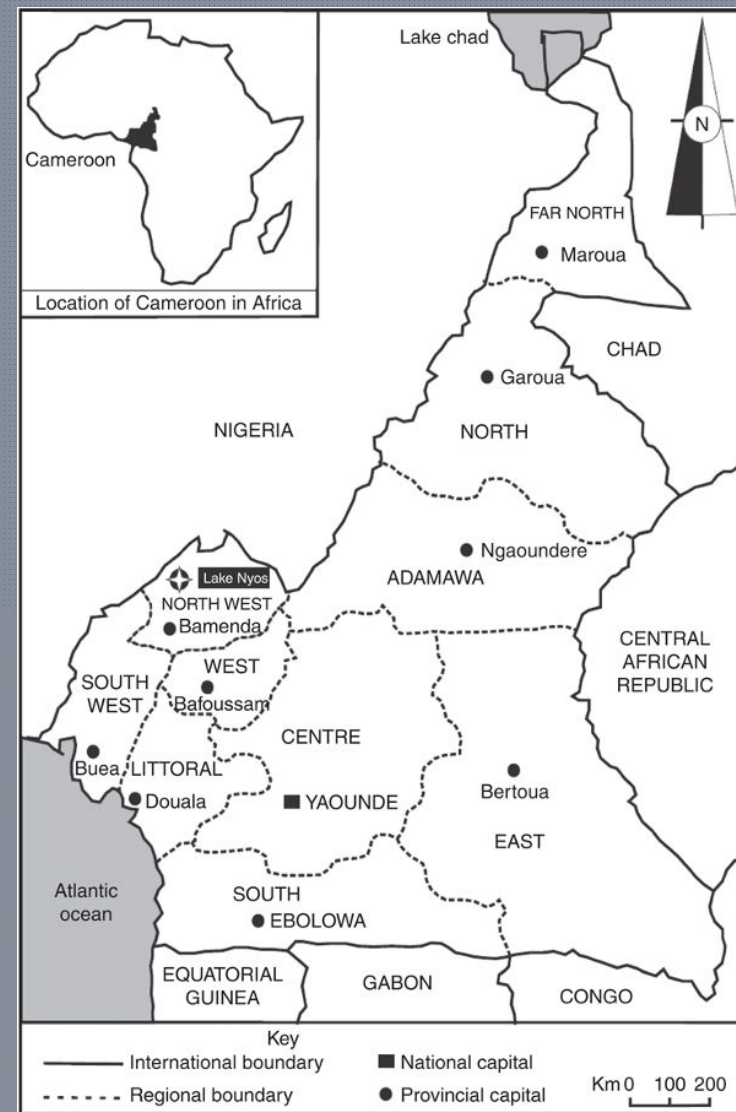 Lake chad
N
Cameroon
FAR NORTH
Maroua
Location of Cameroon in Africa
CHAD
Garoua
NIGERIA
NORTH
Ngaoundere
ADAMAWA
Lake Nyos
NORTH WEST
Bamenda
CENTRAL
AFRICAN
REPUBLIC
WEST
SOUTH
WEST
Bafoussam
CENTRE
Buea
LITTORAL
Bertoua
Douala
YAOUNDE
EAST
Atlantic
ocean
SOUTH
EBOLOWA
EQUATORIAL
GUINEA
GABON
CONGO
Key
International boundary
National capital
Regional boundary
Provincial capital
Km 0 100 200